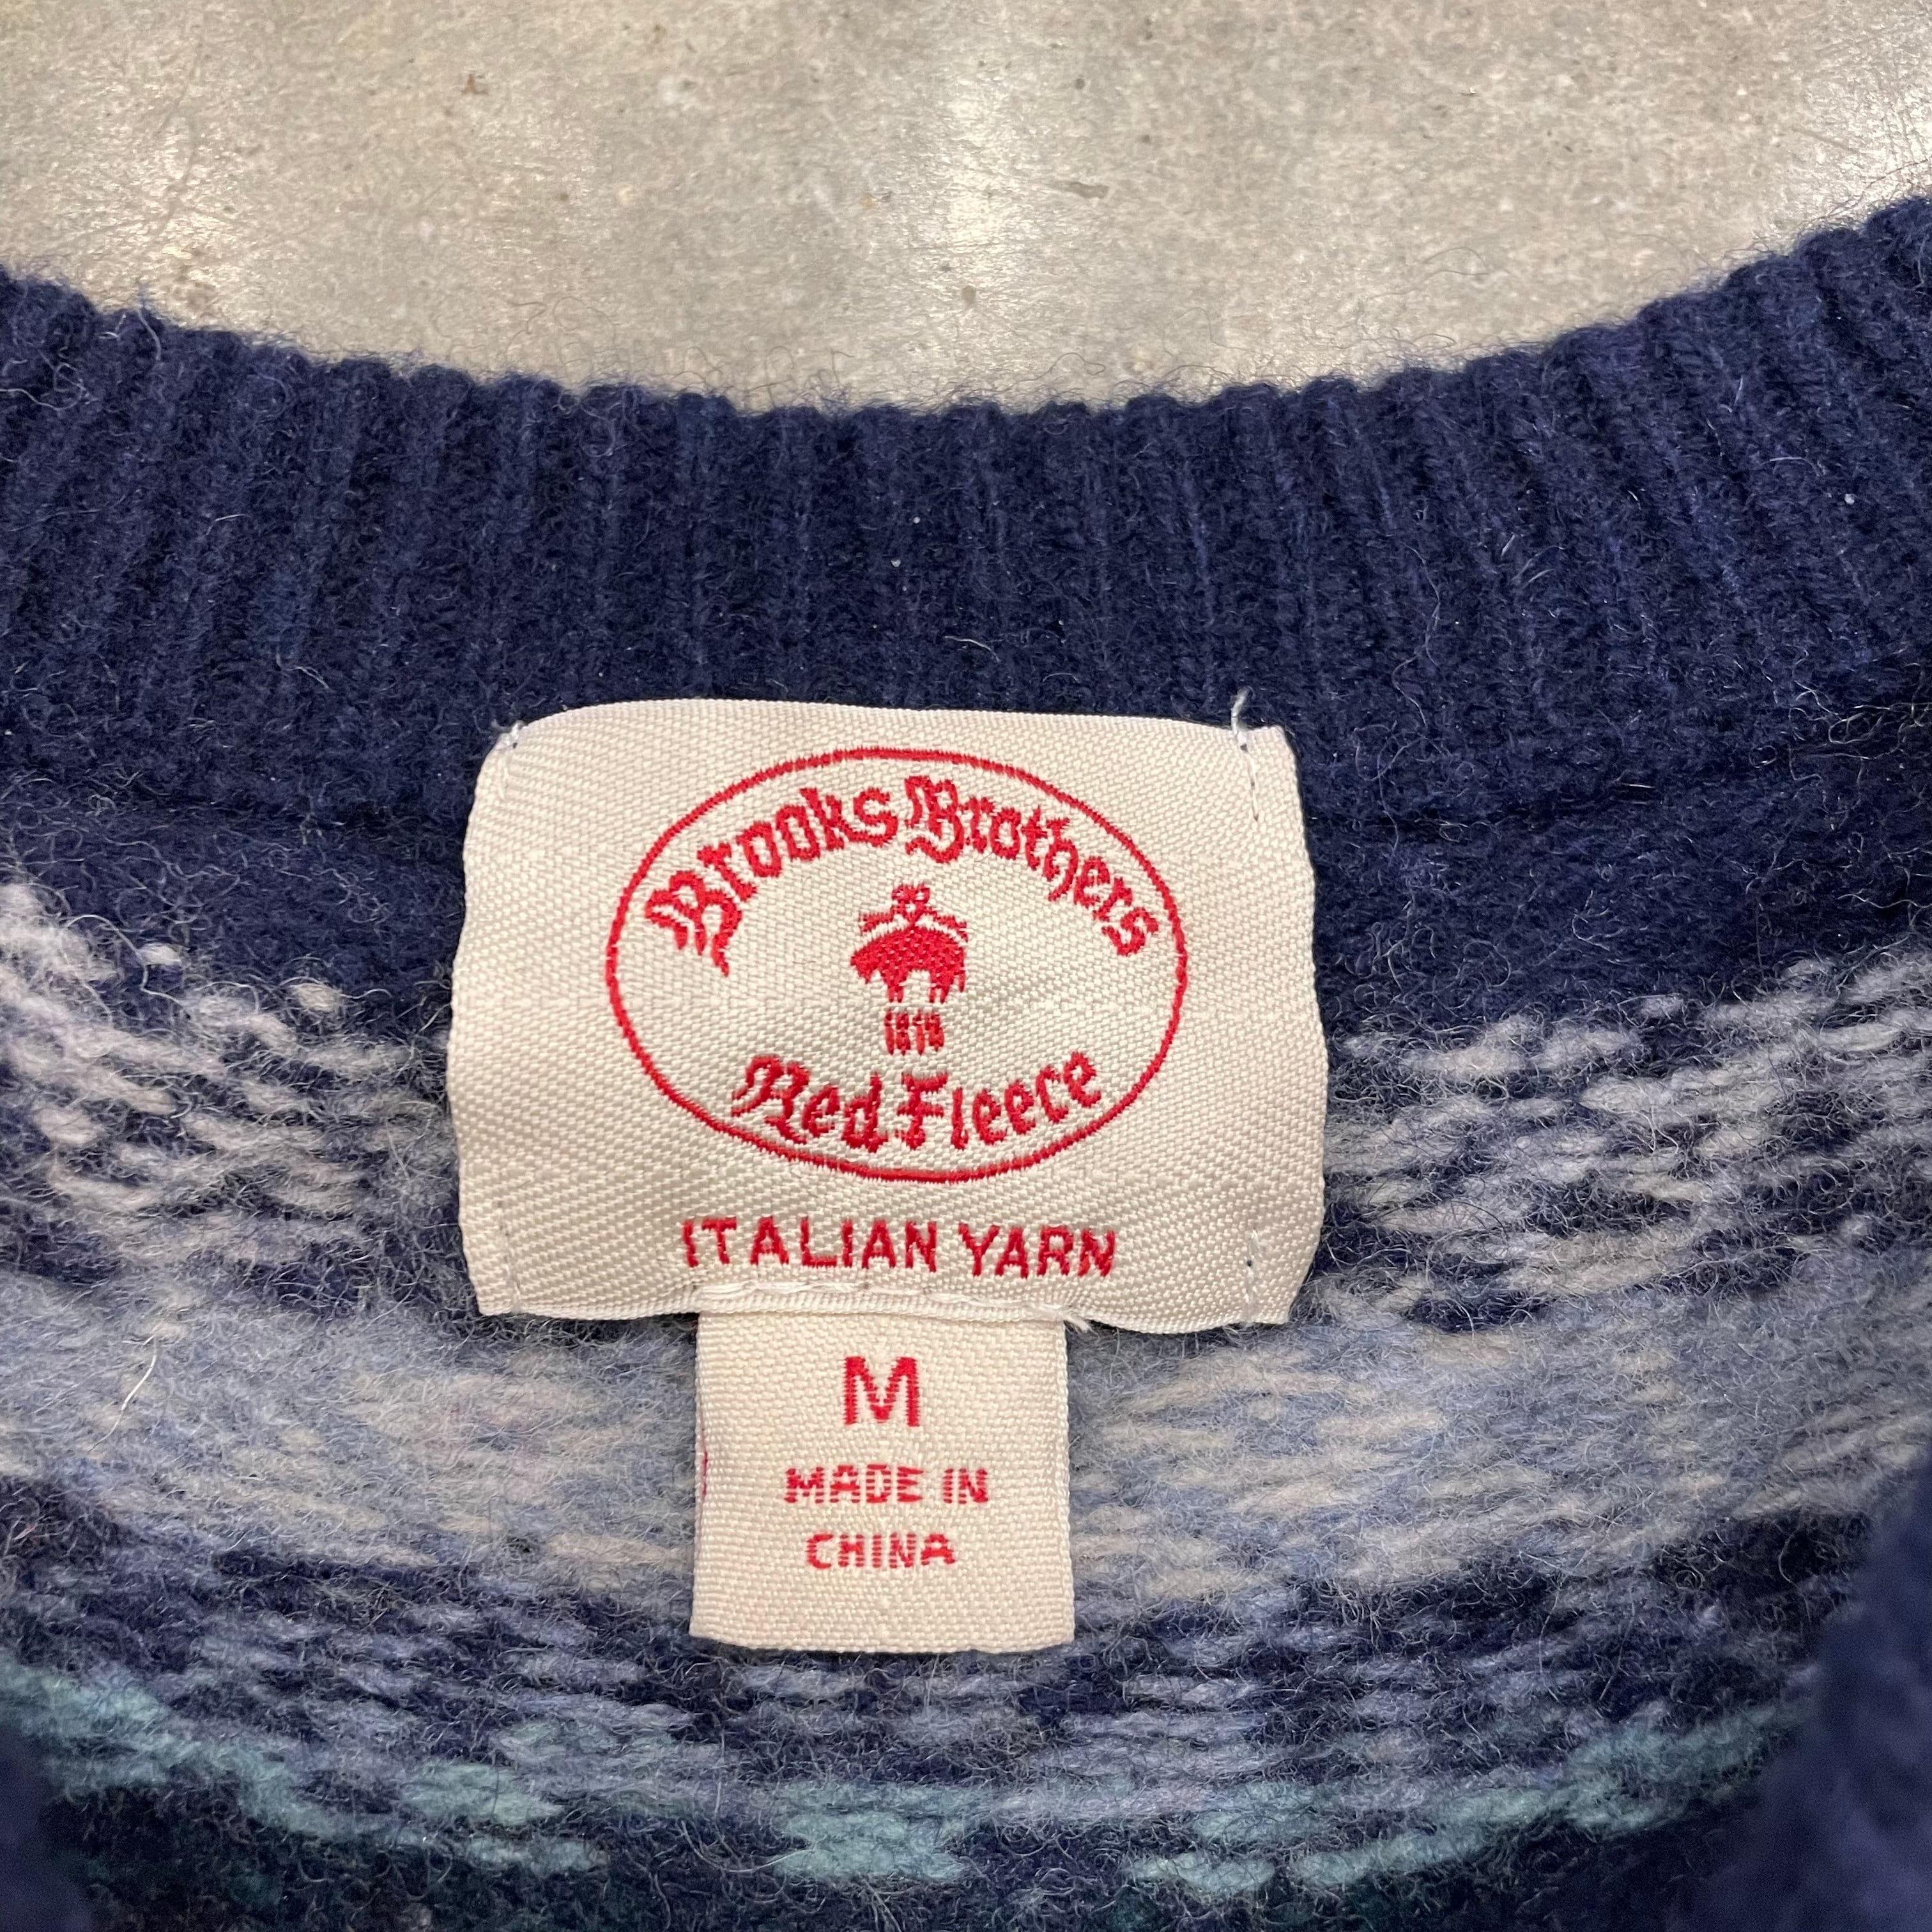 Brooks Brothers
1818
Red Fleece
ITALIAN YARN
M
MADE IN
CHINA